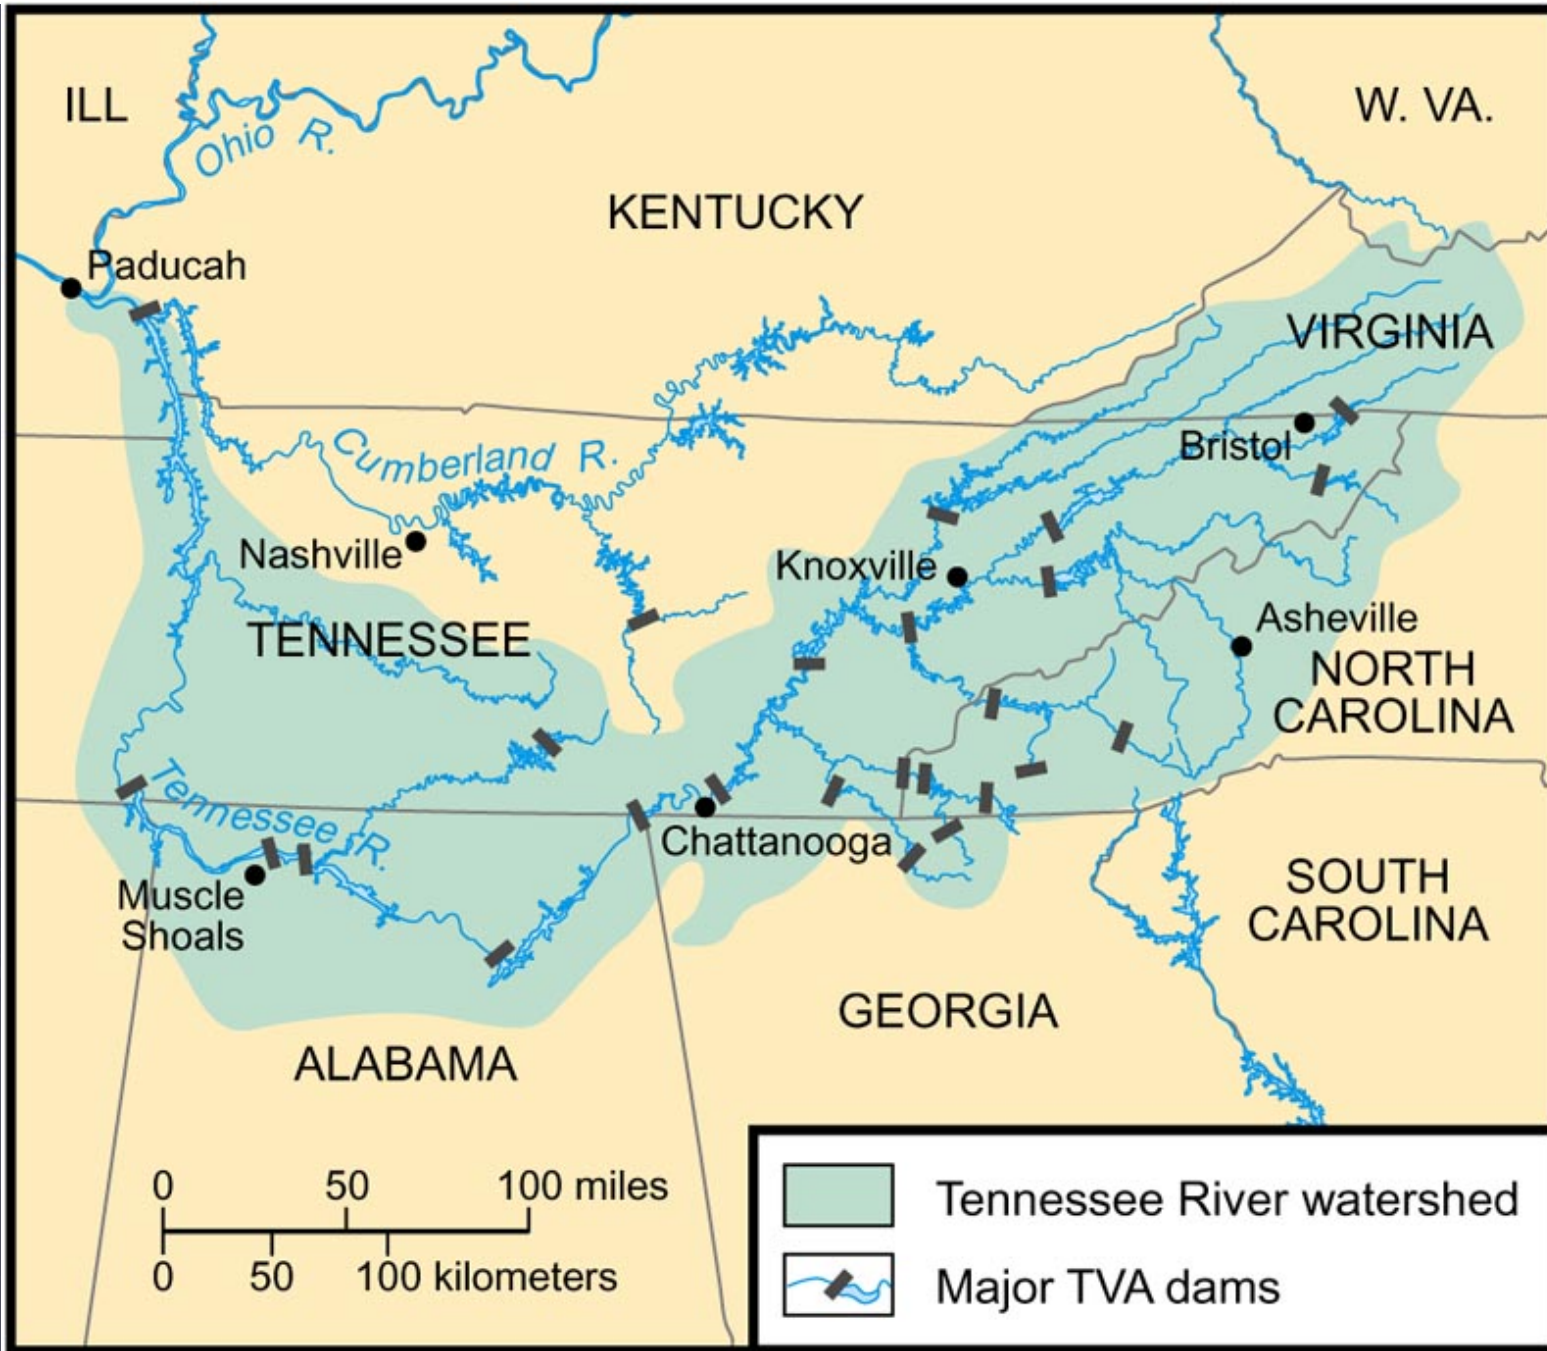 ILL
W. VA.
Ohio R.
KENTUCKY
Paducah
VIRGINIA
Cumberland R.
Bristol
Nashville
Knoxville
TENNESSEE
Asheville
NORTH
CAROLINA
Tennessee R.
Chattanooga
Muscle
Shoals
SOUTH
CAROLINA
GEORGIA
ALABAMA
0 50 100 miles
0 50 100 kilometers
Tennessee River watershed
Major TVA dams